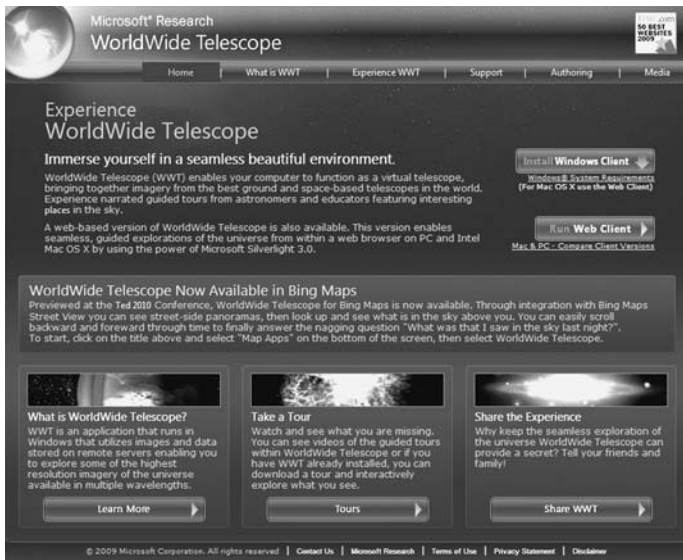 Microsoft® Research
WorldWide Telescope
50 BEST
WEBSITES
2009
Home | What is WWT | Experience WWT | Support | Authoring | Media
Experience
WorldWide Telescope
Immerse yourself in a seamless beautiful environment.
WorldWide Telescope (WWT) enables your computer to function as a virtual telescope,
bringing together imagery from the best ground and space-based telescopes in the world.
Experience narrated guided tours from astronomers and educators featuring interesting
places in the sky.
A web-based version of WorldWide Telescope is also available. This version enables
seamless, guided explorations of the universe from within a web browser on PC and Intel
Mac OS X by using the power of Microsoft Silverlight 3.0.
Install Windows Client
Windows® System Requirements
(For Mac OS X use the Web Client)
Run Web Client
Mac & PC - Compare Client Versions
WorldWide Telescope Now Available in Bing Maps
Previewed at the Ted 2010 Conference, WorldWide Telescope for Bing Maps is now available. Through integration with Bing Maps
Street View you can see street-side panoramas, then look up and see what is in the sky above you. You can easily scroll
backward and foreward through time to finally answer the nagging question "What was that I saw in the sky last night?".
To start, click on the title above and select "Map Apps" on the bottom of the screen, then select WorldWide Telescope.
What is WorldWide Telescope?
WWT is an application that runs in
Windows that utilizes images and data
stored on remote servers enabling you
to explore some of the highest
resolution imagery of the universe
available in multiple wavelengths.
Learn More
Take a Tour
Watch and see what you are missing.
You can see videos of the guided tours
within WorldWide Telescope or if you
have WWT already installed, you can
download a tour and interactively
explore what you see.
Tours
Share the Experience
Why keep the seamless exploration of
the universe WorldWide Telescope can
provide a secret? Tell your friends and
family!
Share WWT
© 2009 Microsoft Corporation. All rights reserved | Contact Us | Microsoft Research | Terms of Use | Privacy Statement | Disclaimer